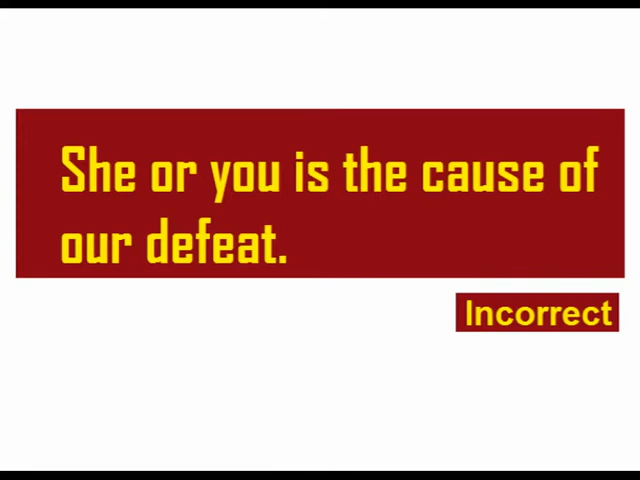 She or you is the cause of
our defeat.
Incorrect